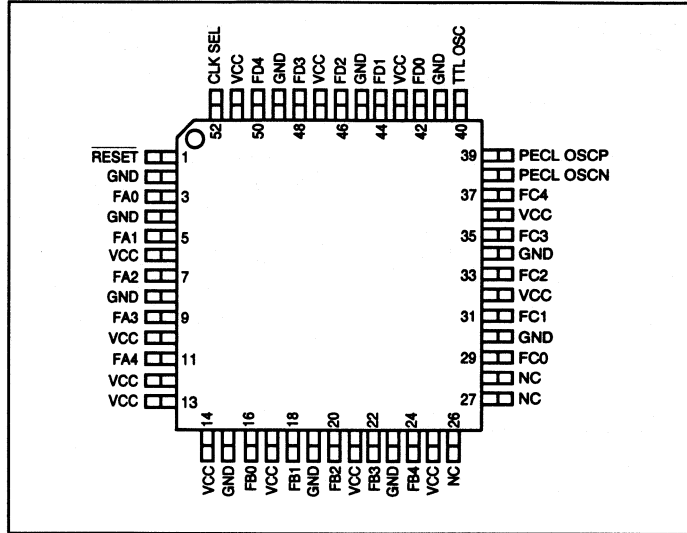 CLK SEL
VCC
FD4
GND
FD3
VCC
FD2
GND
FD1
VCC
FD0
GND
TTL OSC
52
50
48
46
44
42
40
RESET 1
GND
FA0 3
GND
FA1 5
VCC
FA2 7
GND
FA3 9
VCC
FA4 11
VCC
VCC 13
39 PECL OSCP
PECL OSCN
37 FC4
VCC
35 FC3
GND
33 FC2
VCC
31 FC1
GND
29 FC0
NC
27 NC
14
16
18
20
22
24
26
VCC
GND
FB0
VCC
FB1
GND
FB2
VCC
FB3
GND
FB4
VCC
NC